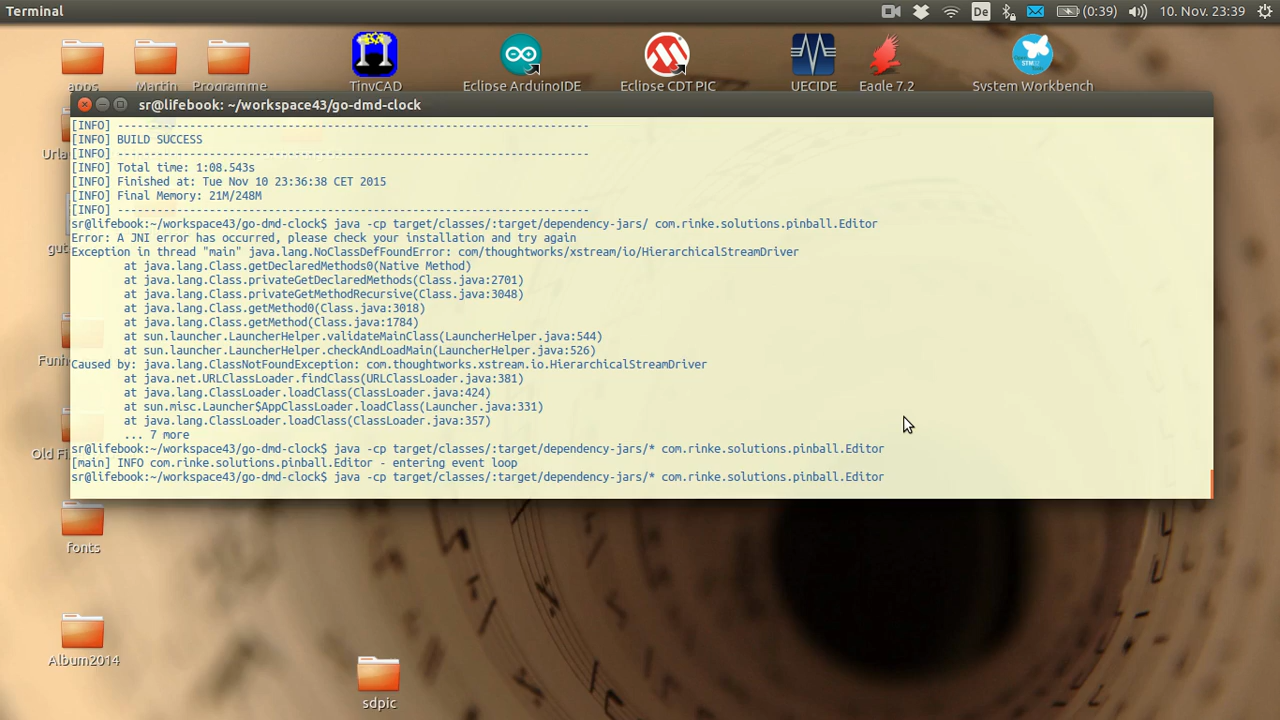 Terminal
De
(0:39)
10. Nov. 23:39
apps
Martin
Programme
TinyCAD
Eclipse ArduinoIDE
Eclipse CDT PIC
UECIDE
Eagle 7.2
System Workbench
sr@lifebook: ~/workspace43/go-dmd-clock
[INFO] ------------------------------------------------------------------------
[INFO] BUILD SUCCESS
[INFO] ------------------------------------------------------------------------
[INFO] Total time: 1:08.543s
[INFO] Finished at: Tue Nov 10 23:36:38 CET 2015
[INFO] Final Memory: 21M/248M
[INFO] ------------------------------------------------------------------------
sr@lifebook:~/workspace43/go-dmd-clock$ java -cp target/classes/:target/dependency-jars/ com.rinke.solutions.pinball.Editor
Error: A JNI error has occurred, please check your installation and try again
Exception in thread "main" java.lang.NoClassDefFoundError: com/thoughtworks/xstream/io/HierarchicalStreamDriver
at java.lang.Class.getDeclaredMethods0(Native Method)
at java.lang.Class.privateGetDeclaredMethods(Class.java:2701)
at java.lang.Class.privateGetMethodRecursive(Class.java:3048)
at java.lang.Class.getMethod0(Class.java:3018)
at java.lang.Class.getMethod(Class.java:1784)
at sun.launcher.LauncherHelper.validateMainClass(LauncherHelper.java:544)
at sun.launcher.LauncherHelper.checkAndLoadMain(LauncherHelper.java:526)
Caused by: java.lang.ClassNotFoundException: com.thoughtworks.xstream.io.HierarchicalStreamDriver
at java.net.URLClassLoader.findClass(URLClassLoader.java:381)
at java.lang.ClassLoader.loadClass(ClassLoader.java:424)
at sun.misc.Launcher$AppClassLoader.loadClass(Launcher.java:331)
at java.lang.ClassLoader.loadClass(ClassLoader.java:357)
... 7 more
sr@lifebook:~/workspace43/go-dmd-clock$ java -cp target/classes/:target/dependency-jars/* com.rinke.solutions.pinball.Editor
[main] INFO com.rinke.solutions.pinball.Editor - entering event loop
sr@lifebook:~/workspace43/go-dmd-clock$ java -cp target/classes/:target/dependency-jars/* com.rinke.solutions.pinball.Editor
Urla
gut
Funh
Old Fi
fonts
Album2014
sdpic